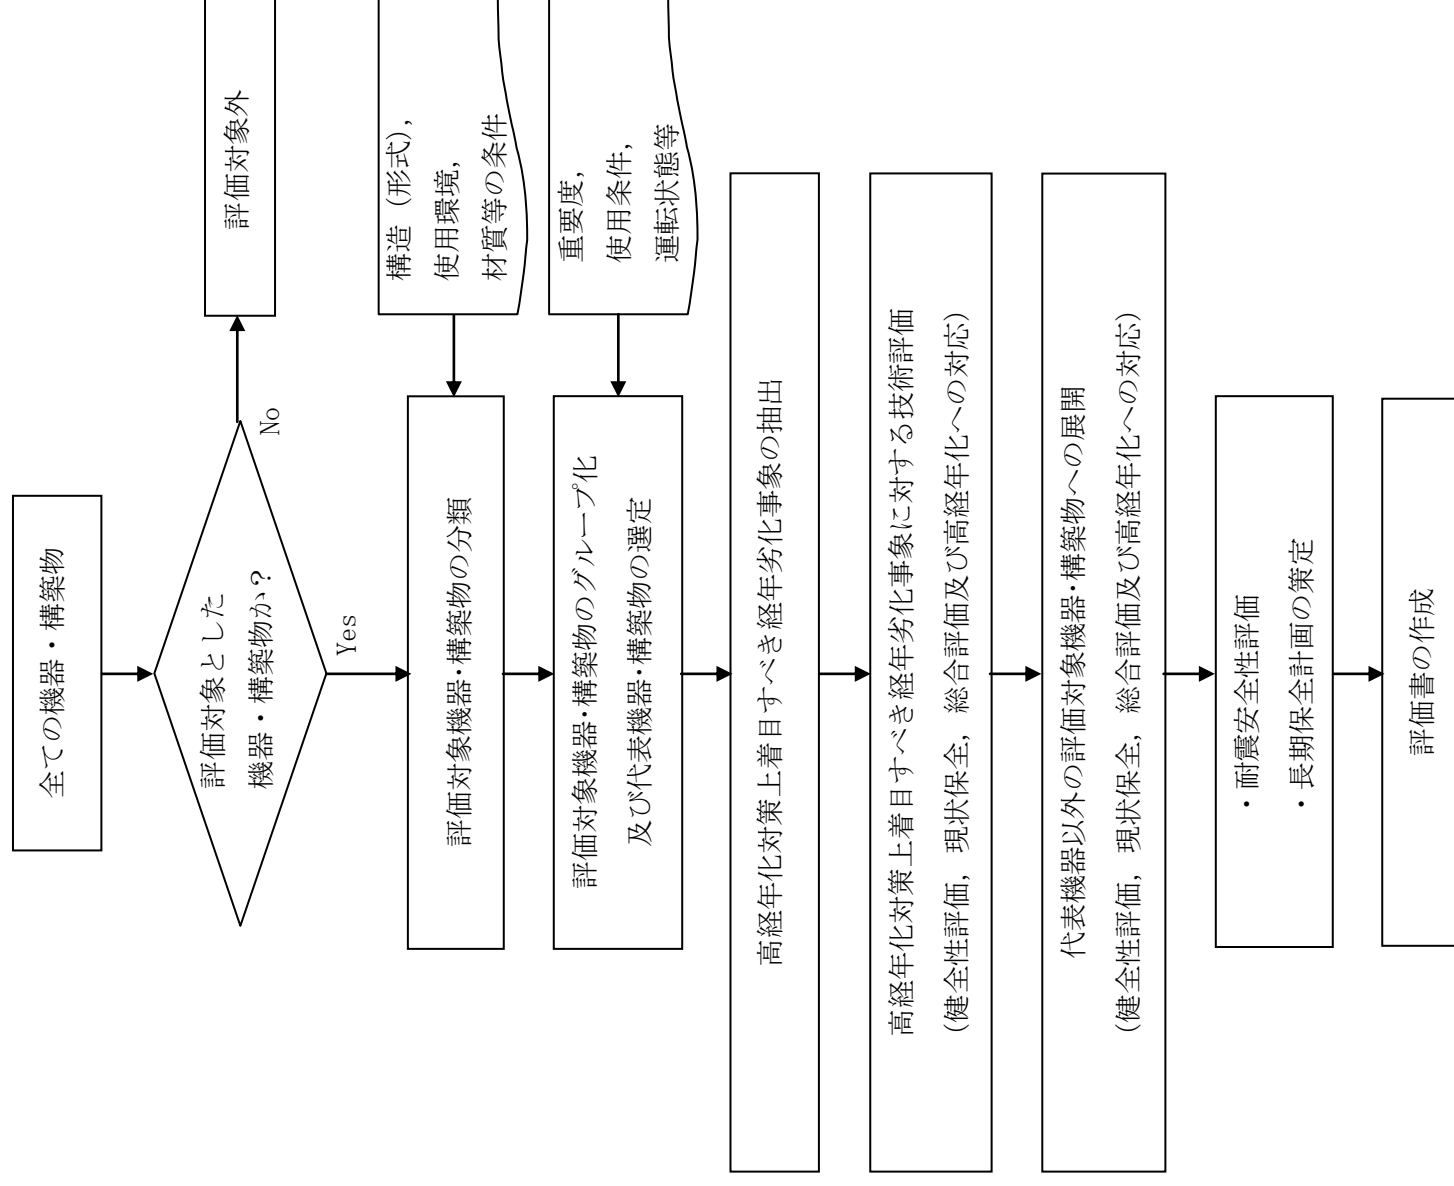 全ての機器・構築物
評価対象とした
機器・構築物か？
No
評価対象外
Yes
評価対象機器・構築物の分類
構造（形式），
使用環境，
材質等の条件
評価対象機器・構築物のグループ化
及び代表機器・構築物の選定
重要度，
使用条件，
運転状態等
高経年化対策上着目すべき経年劣化事象の抽出
高経年化対策上着目すべき経年劣化事象に対する技術評価
（健全性評価，現状保全，総合評価及び高経年化への対応）
代表機器以外の評価対象機器・構築物への展開
（健全性評価，現状保全，総合評価及び高経年化への対応）
・耐震安全性評価
・長期保全計画の策定
評価書の作成